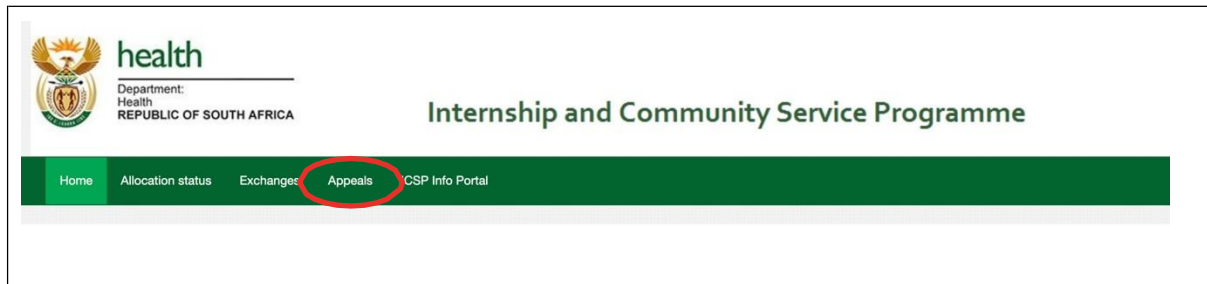 health
Department:
Health
REPUBLIC OF SOUTH AFRICA
Internship and Community Service Programme
Home Allocation status Exchanges Appeals CSP Info Portal